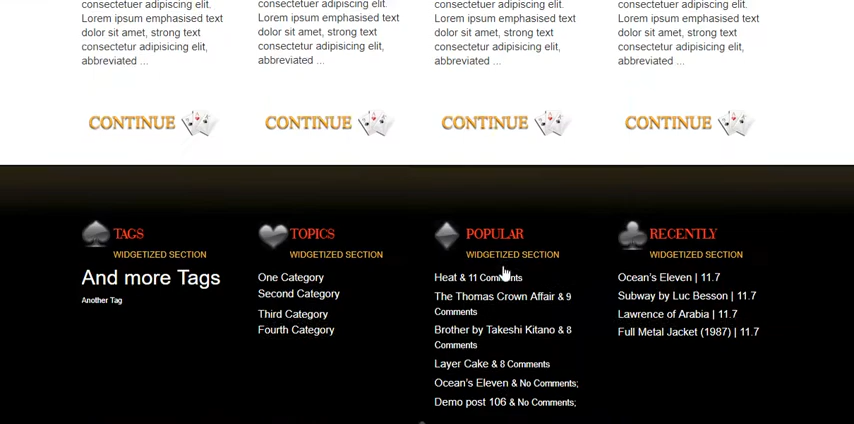 consectetuer adipisicing elit.
Lorem ipsum emphasised text
dolor sit amet, strong text
consectetur adipisicing elit,
abbreviated ...
CONTINUE
consectetuer adipisicing elit.
Lorem ipsum emphasised text
dolor sit amet, strong text
consectetur adipisicing elit,
abbreviated ...
CONTINUE
consectetuer adipisicing elit.
Lorem ipsum emphasised text
dolor sit amet, strong text
consectetur adipisicing elit,
abbreviated ...
CONTINUE
consectetuer adipisicing elit.
Lorem ipsum emphasised text
dolor sit amet, strong text
consectetur adipisicing elit,
abbreviated ...
CONTINUE
TAGS
WIDGETIZED SECTION
And more Tags
Another Tag
TOPICS
WIDGETIZED SECTION
One Category
Second Category
Third Category
Fourth Category
POPULAR
WIDGETIZED SECTION
Heat & 11 Comments
The Thomas Crown Affair & 9
Comments
Brother by Takeshi Kitano & 8
Comments
Layer Cake & 8 Comments
Ocean's Eleven & No Comments;
Demo post 106 & No Comments;
RECENTLY
WIDGETIZED SECTION
Ocean's Eleven | 11.7
Subway by Luc Besson | 11.7
Lawrence of Arabia | 11.7
Full Metal Jacket (1987) | 11.7